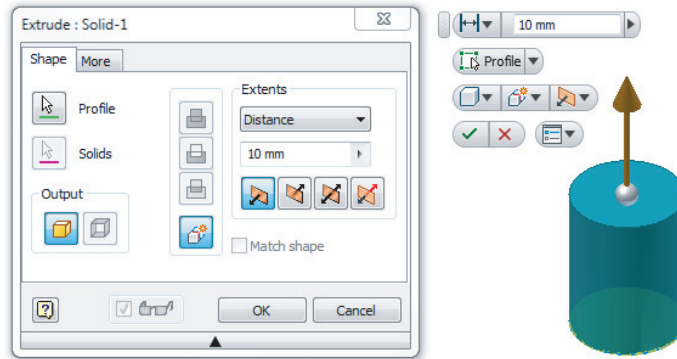 Extrude : Solid-1
Shape
More
Profile
Solids
Output
Extents
Distance
10 mm
Match shape
OK
Cancel
10 mm
Profile